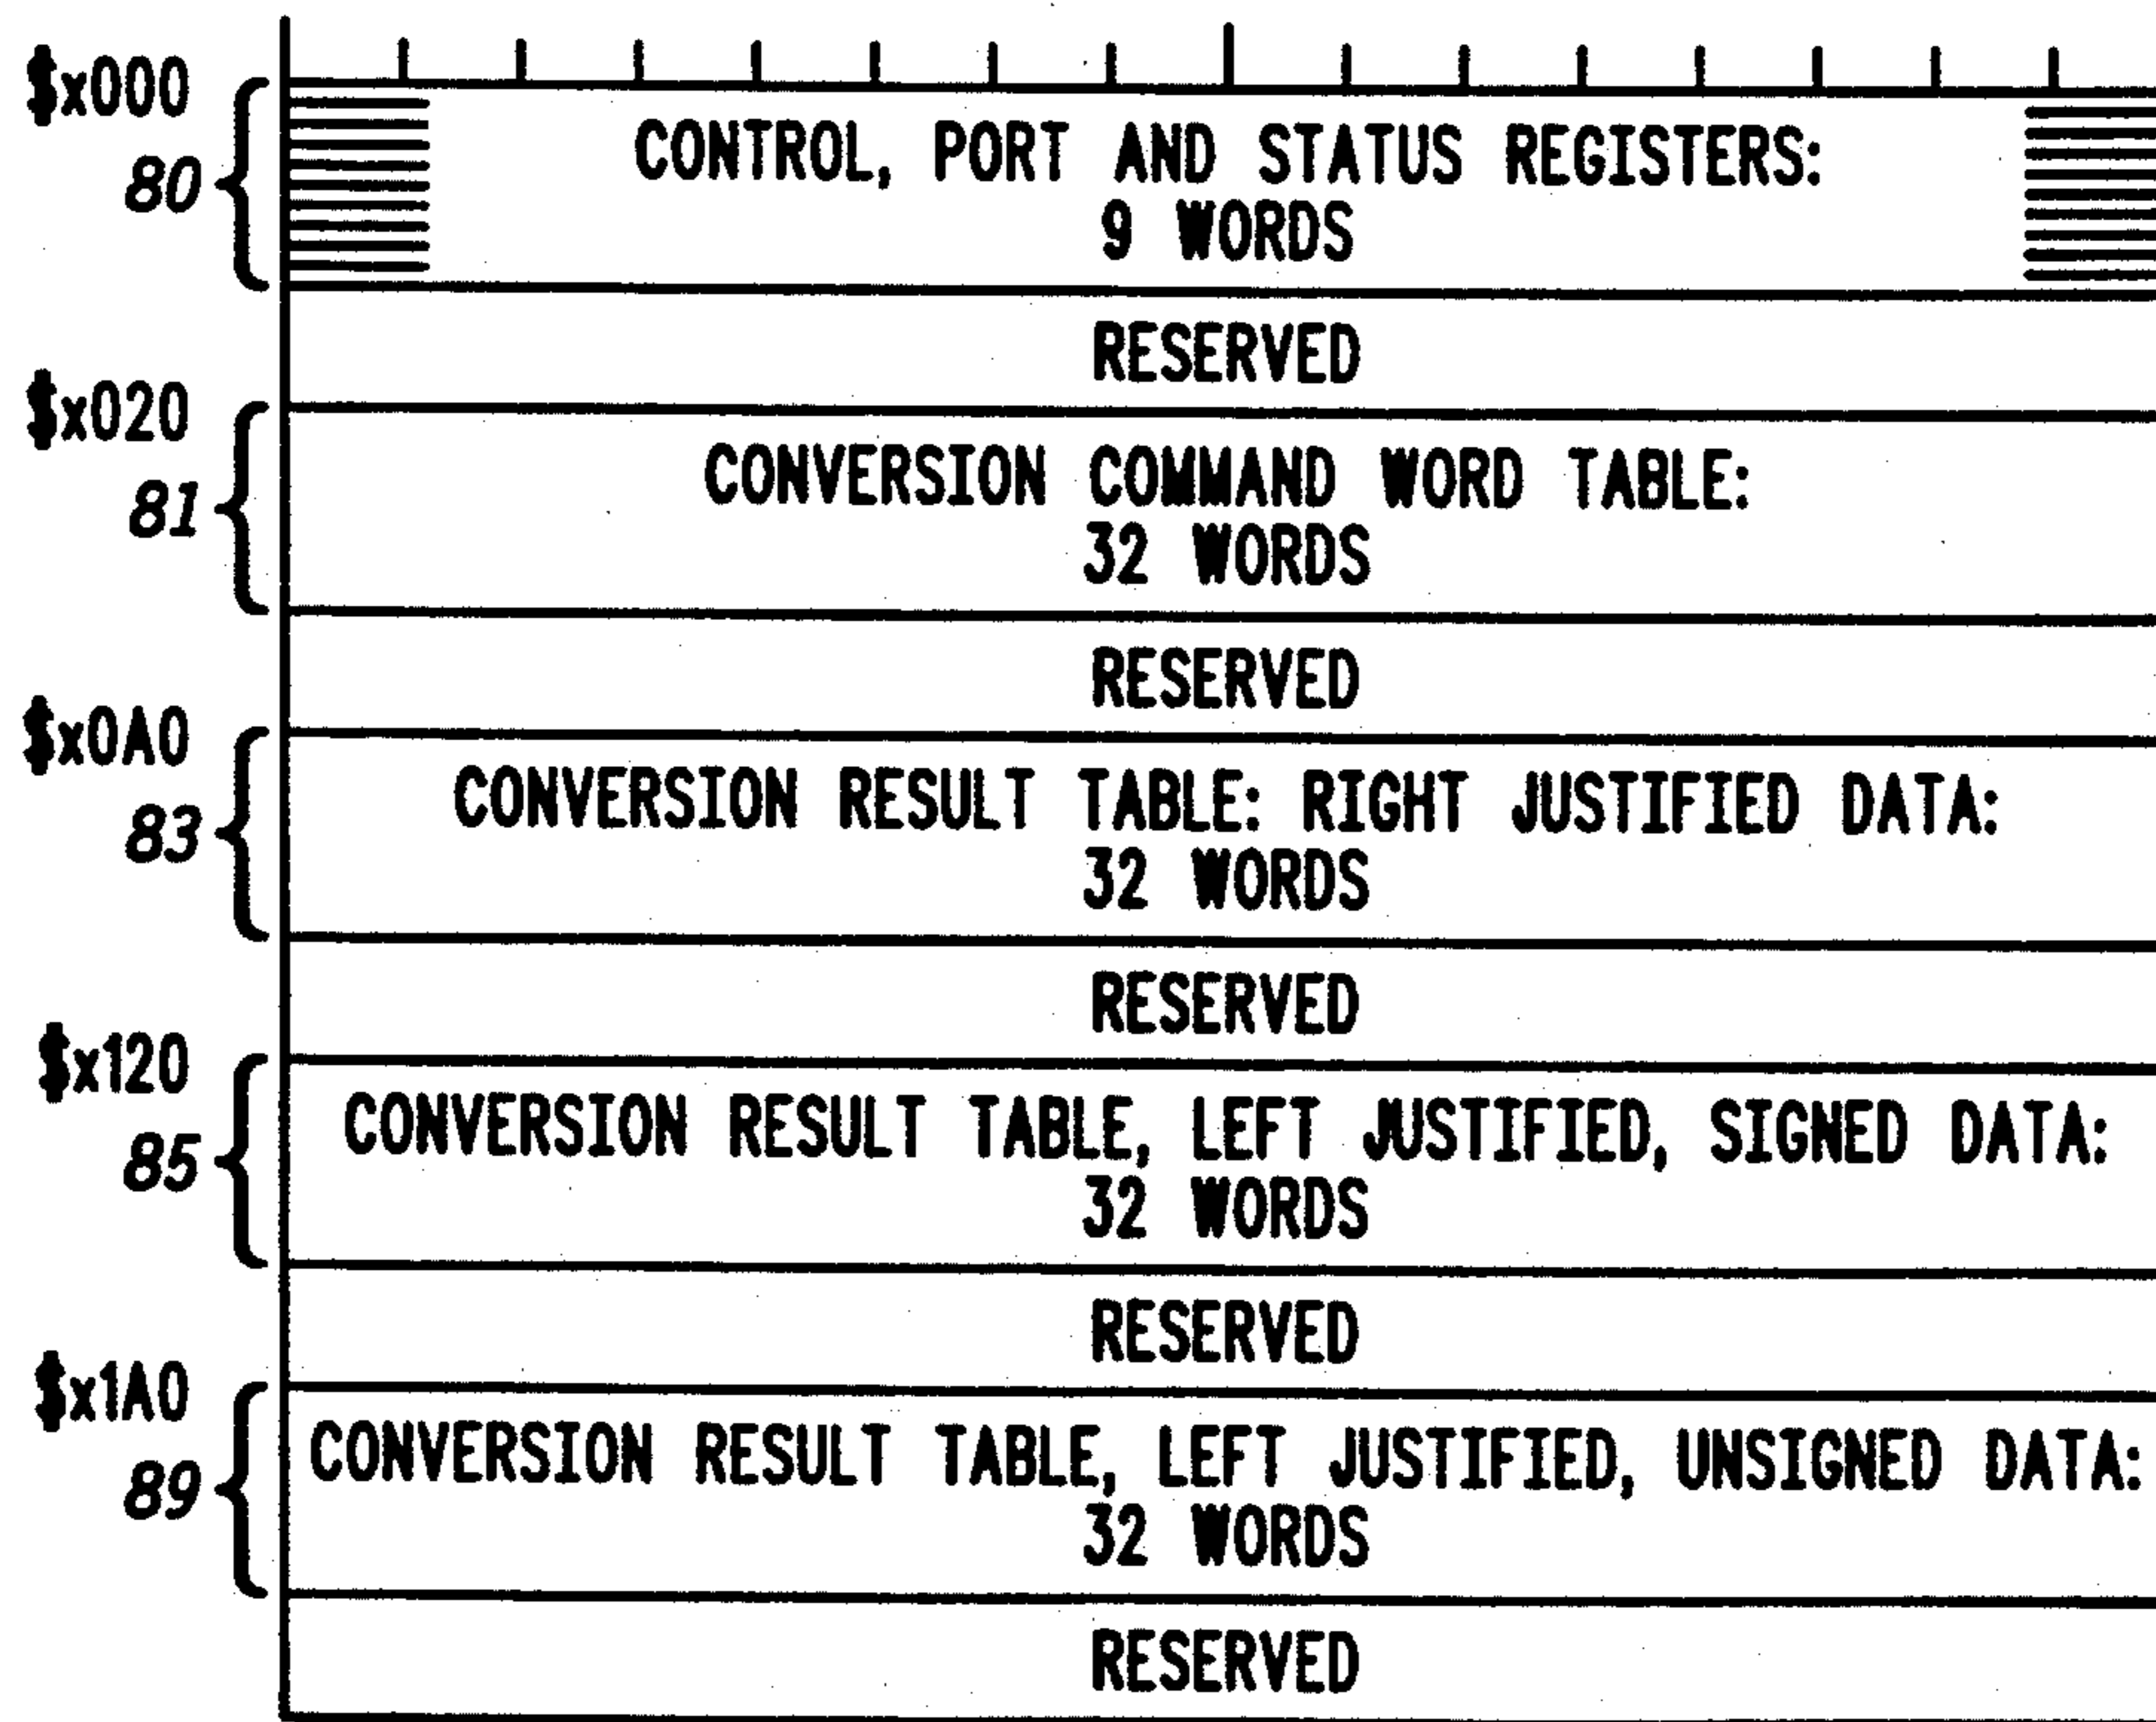 $x000
80
CONTROL, PORT AND STATUS REGISTERS:
9 WORDS
RESERVED
$x020
81
CONVERSION COMMAND WORD TABLE:
32 WORDS
RESERVED
$x0A0
83
CONVERSION RESULT TABLE: RIGHT JUSTIFIED DATA:
32 WORDS
RESERVED
$x120
85
CONVERSION RESULT TABLE, LEFT JUSTIFIED, SIGNED DATA:
32 WORDS
RESERVED
$x1A0
89
CONVERSION RESULT TABLE, LEFT JUSTIFIED, UNSIGNED DATA:
32 WORDS
RESERVED